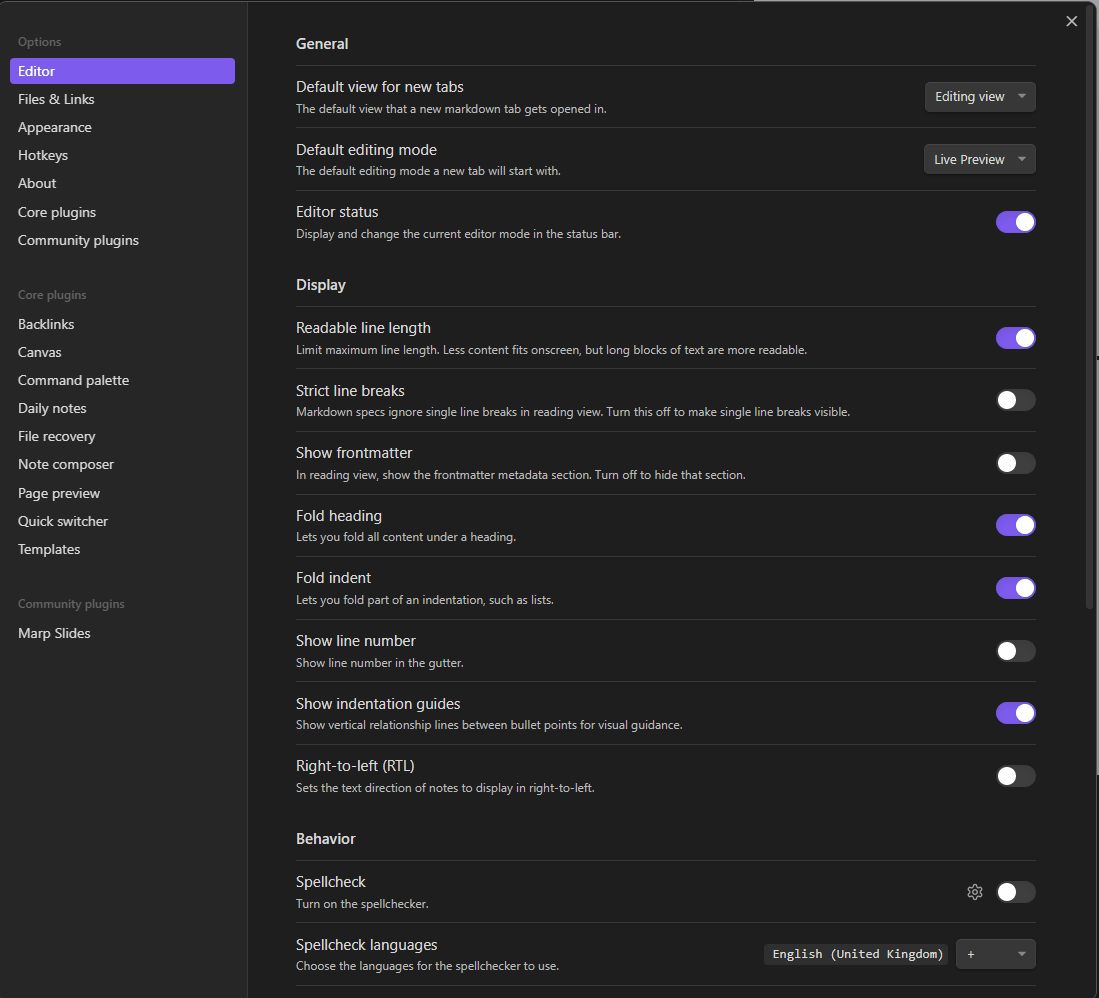 Options
Editor
Files & Links
Appearance
Hotkeys
About
Core plugins
Community plugins
Core plugins
Backlinks
Canvas
Command palette
Daily notes
File recovery
Note composer
Page preview
Quick switcher
Templates
Community plugins
Marp Slides
General
Default view for new tabs
The default view that a new markdown tab gets opened in.
Editing view
Default editing mode
The default editing mode a new tab will start with.
Live Preview
Editor status
Display and change the current editor mode in the status bar.
Display
Readable line length
Limit maximum line length. Less content fits onscreen, but long blocks of text are more readable.
Strict line breaks
Markdown specs ignore single line breaks in reading view. Turn this off to make single line breaks visible.
Show frontmatter
In reading view, show the frontmatter metadata section. Turn off to hide that section.
Fold heading
Lets you fold all content under a heading.
Fold indent
Lets you fold part of an indentation, such as lists.
Show line number
Show line number in the gutter.
Show indentation guides
Show vertical relationship lines between bullet points for visual guidance.
Right-to-left (RTL)
Sets the text direction of notes to display in right-to-left.
Behavior
Spellcheck
Turn on the spellchecker.
Spellcheck languages
Choose the languages for the spellchecker to use.
English (United Kingdom)
+